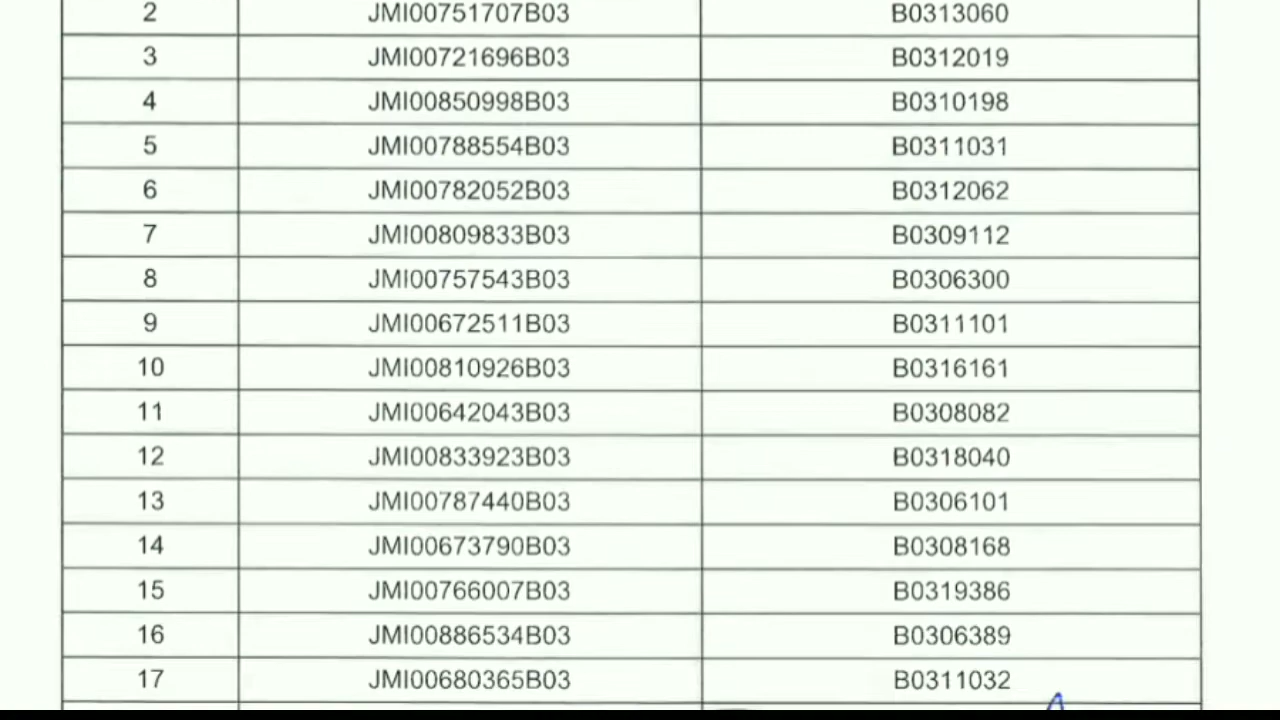 2 JMI00751707B03 B0313060
3 JMI00721696B03 B0312019
4 JMI00850998B03 B0310198
5 JMI00788554B03 B0311031
6 JMI00782052B03 B0312062
7 JMI00809833B03 B0309112
8 JMI00757543B03 B0306300
9 JMI00672511B03 B0311101
10 JMI00810926B03 B0316161
11 JMI00642043B03 B0308082
12 JMI00833923B03 B0318040
13 JMI00787440B03 B0306101
14 JMI00673790B03 B0308168
15 JMI00766007B03 B0319386
16 JMI00886534B03 B0306389
17 JMI00680365B03 B0311032